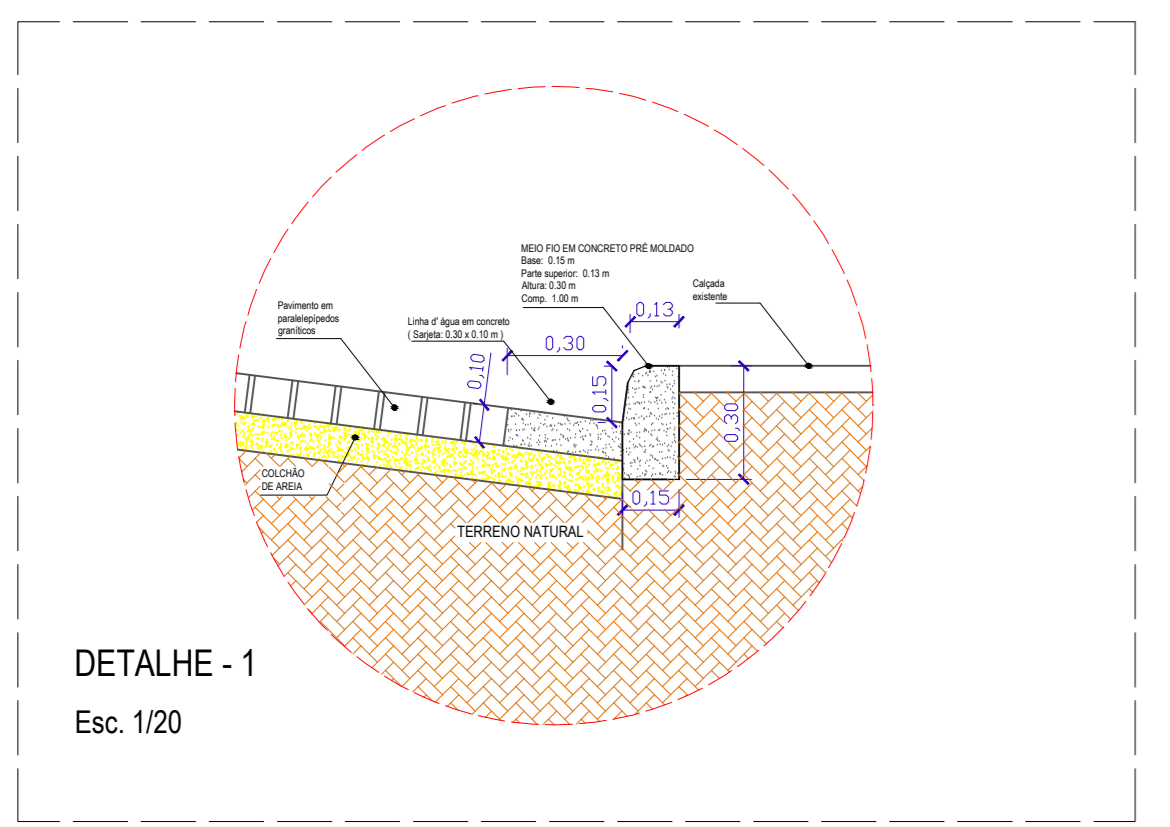 MEIO FIO EM CONCRETO PRÉ MOLDADO
Base: 0.15 m
Parte superior: 0.13 m
Altura: 0.30 m
Comp. 1.00 m
Calçada
existente
Pavimento em
paralelepípedos
graníticos
Linha d' água em concreto
( Sarjeta: 0.30 x 0.10 m )
0,13
0,30
0,10
0,15
0,30
0,15
COLCHÃO
DE AREIA
TERRENO NATURAL
DETALHE - 1
Esc. 1/20